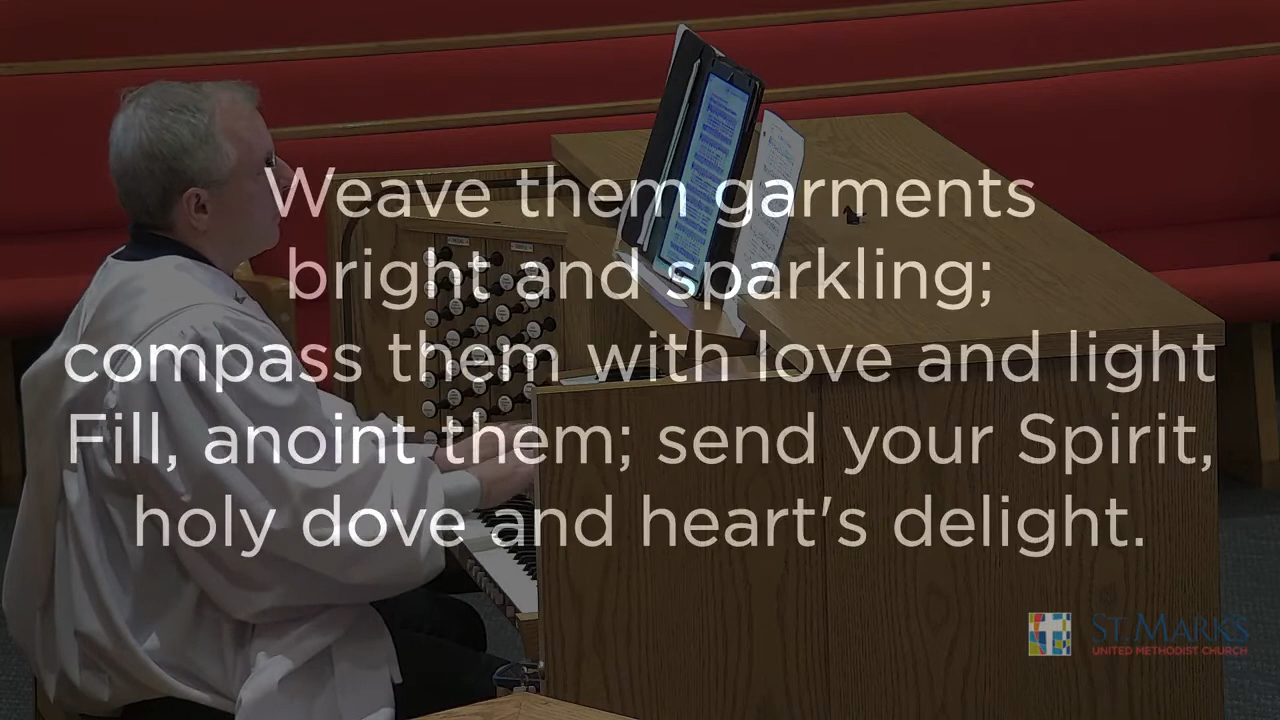 Weave them garments
bright and sparkling;
compass them with love and light
Fill, anoint them; send your Spirit,
holy dove and heart's delight.
ST. MARK'S
UNITED METHODIST CHURCH